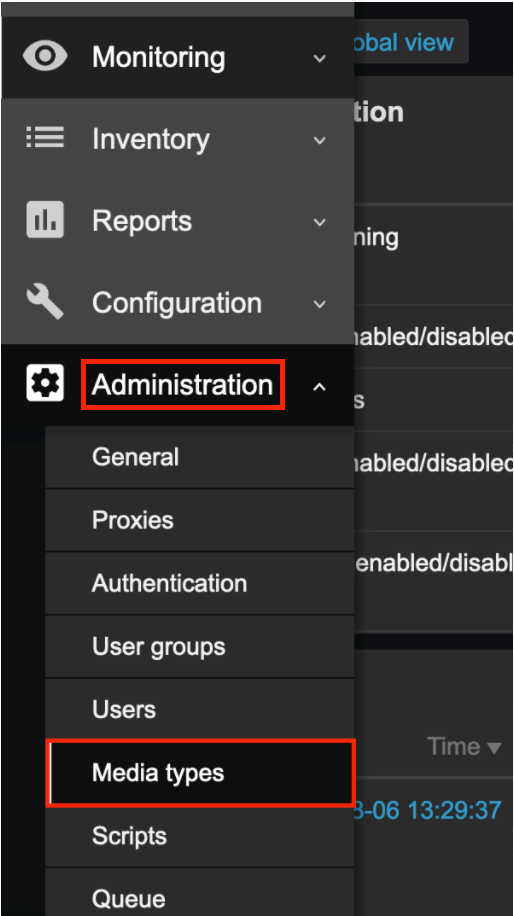 Monitoring
obal view
Inventory
tion
Reports
ning
Configuration
nabled/disabled
Administration
s
General
nabled/disabled
Proxies
Authentication
enabled/disabl
User groups
Users
Time
Media types
8-06 13:29:37
Scripts
Queue